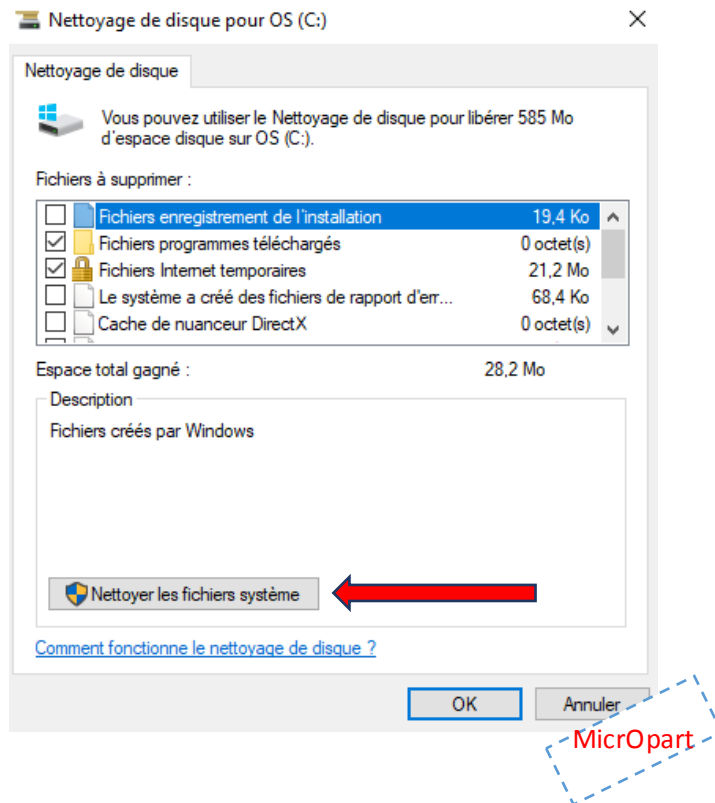 Nettoyage de disque pour OS (C:)
Nettoyage de disque
Vous pouvez utiliser le Nettoyage de disque pour libérer 585 Mo
d'espace disque sur OS (C:).
Fichiers à supprimer :
Fichiers enregistrement de l'installation 19,4 Ko
Fichiers programmes téléchargés 0 octet(s)
Fichiers Internet temporaires 21,2 Mo
Le système a créé des fichiers de rapport d'err... 68,4 Ko
Cache de nuanceur DirectX 0 octet(s)
Espace total gagné : 28,2 Mo
Description
Fichiers créés par Windows
Nettoyer les fichiers système
Comment fonctionne le nettoyage de disque ?
OK Annuler
MicrOpart